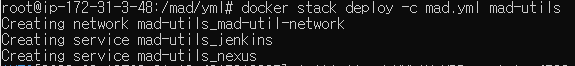 root@ip-172-31-3-48:/mad/yml# docker stack deploy -c mad.yml mad-utils
Creating network mad-utils_mad-util-network
Creating service mad-utils_jenkins
Creating service mad-utils_nexus